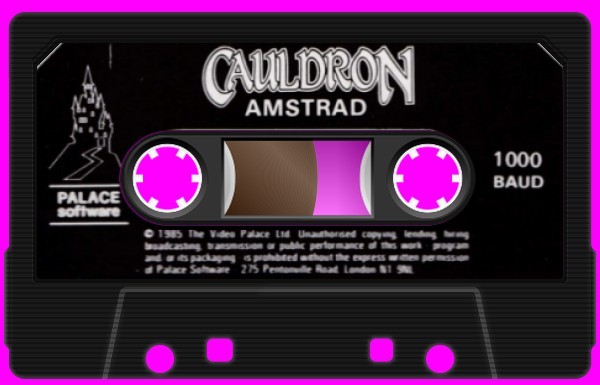 CAULDRON
AMSTRAD
1000
BAUD
PALACE
software
© 1985 The Video Palace Ltd. Unauthorised copying, lending, hiring
broadcasting, transmission or public performance of this work program
and or its packaging is prohibited without the express written permission
of Palace Software 275 Pentonville Road London N1 9NL